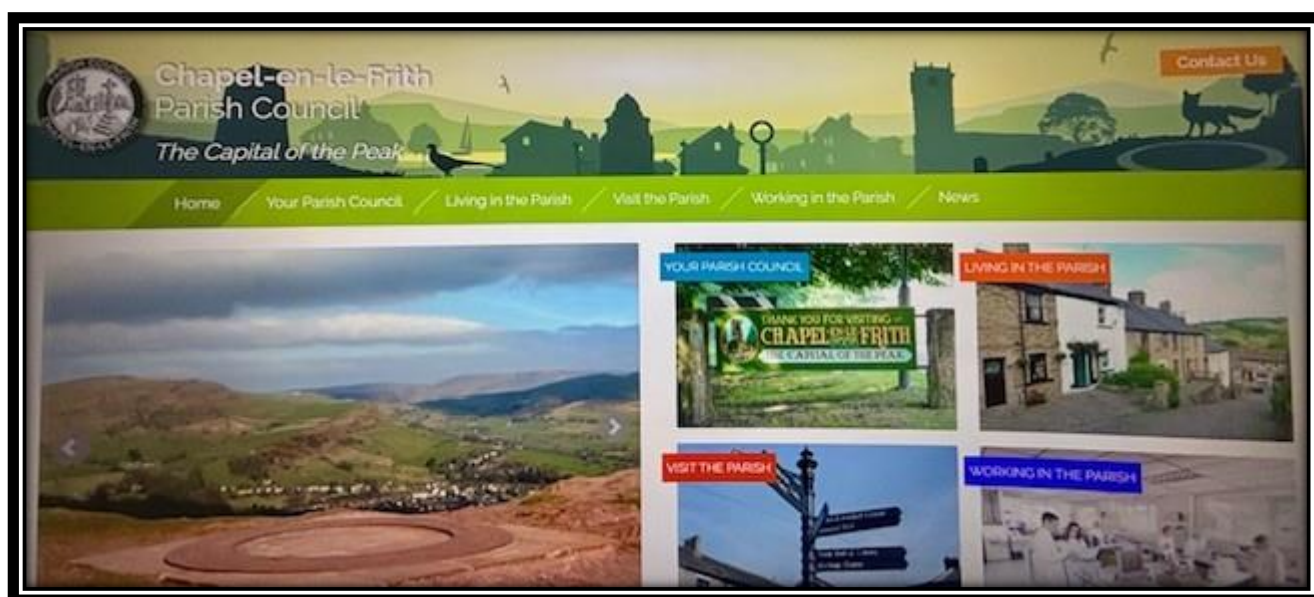 Chapel-en-le-Frith
Parish Council
The Capital of the Peak
Contact Us
Home
Your Parish Council
Living in the Parish
Visit the Parish
Working in the Parish
News
YOUR PARISH COUNCIL
THANK YOU FOR VISITING
CHAPEL-EN-LE-FRITH
THE CAPITAL OF THE PEAK
LIVING IN THE PARISH
VISIT THE PARISH
WORKING IN THE PARISH